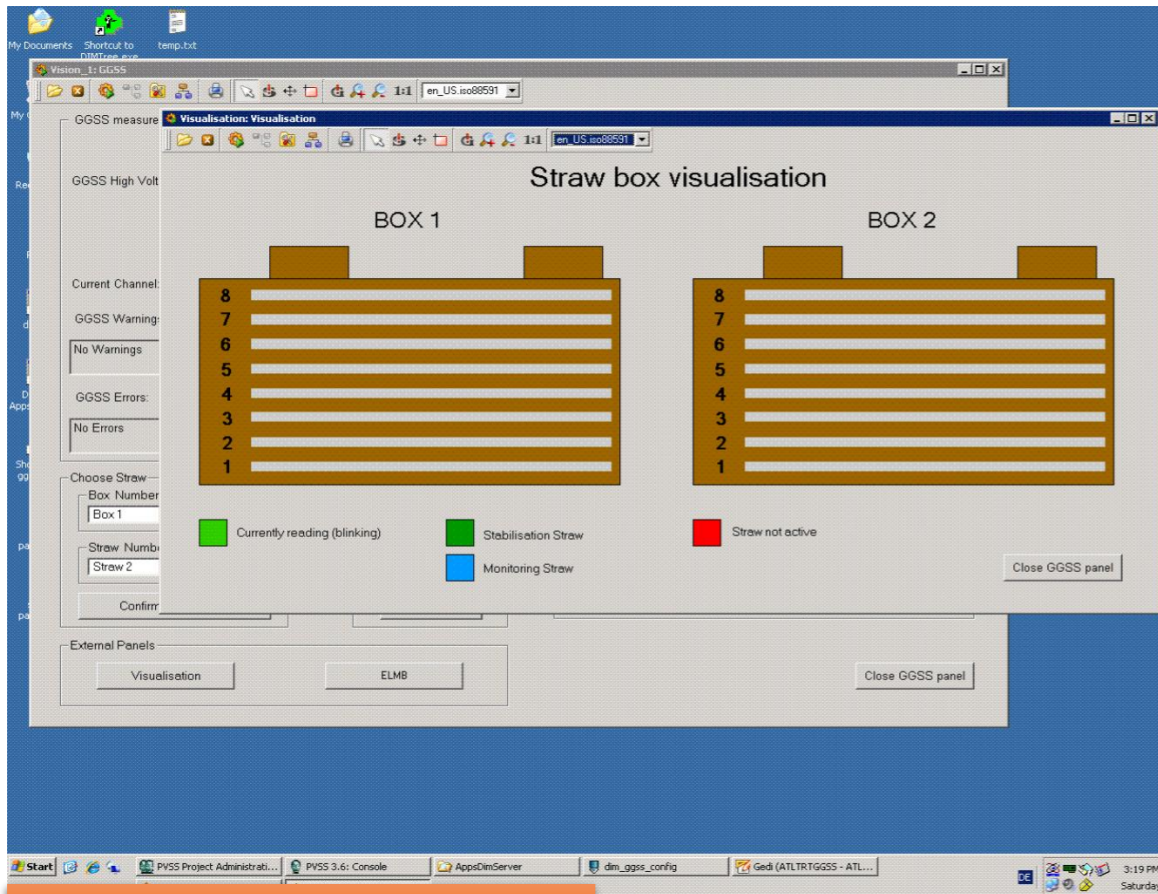 My Documents
Shortcut to
DIMTree.exe
temp.txt
Vision_1: GGSS
1:1
en_US.iso88591
GGSS measure
Visualisation: Visualisation
1:1
en_US.iso88591
GGSS High Volt
Straw box visualisation
BOX 1
BOX 2
Current Channel:
8
8
GGSS Warning
7
7
No Warnings
6
6
5
5
GGSS Errors:
4
4
No Errors
3
3
2
2
1
1
Choose Straw
Box Number
Box 1
Currently reading (blinking)
Stabilisation Straw
Straw not active
Straw Numb
Straw 2
Monitoring Straw
Close GGSS panel
Confirm
External Panels
Visualisation
ELMB
Close GGSS panel
Start
PVSS Project Administrati...
PVSS 3.6: Console
AppsDimServer
dim_ggss_config
Gedi (ATLTRTGGSS - ATL...
DE
3:19 PM
Saturday